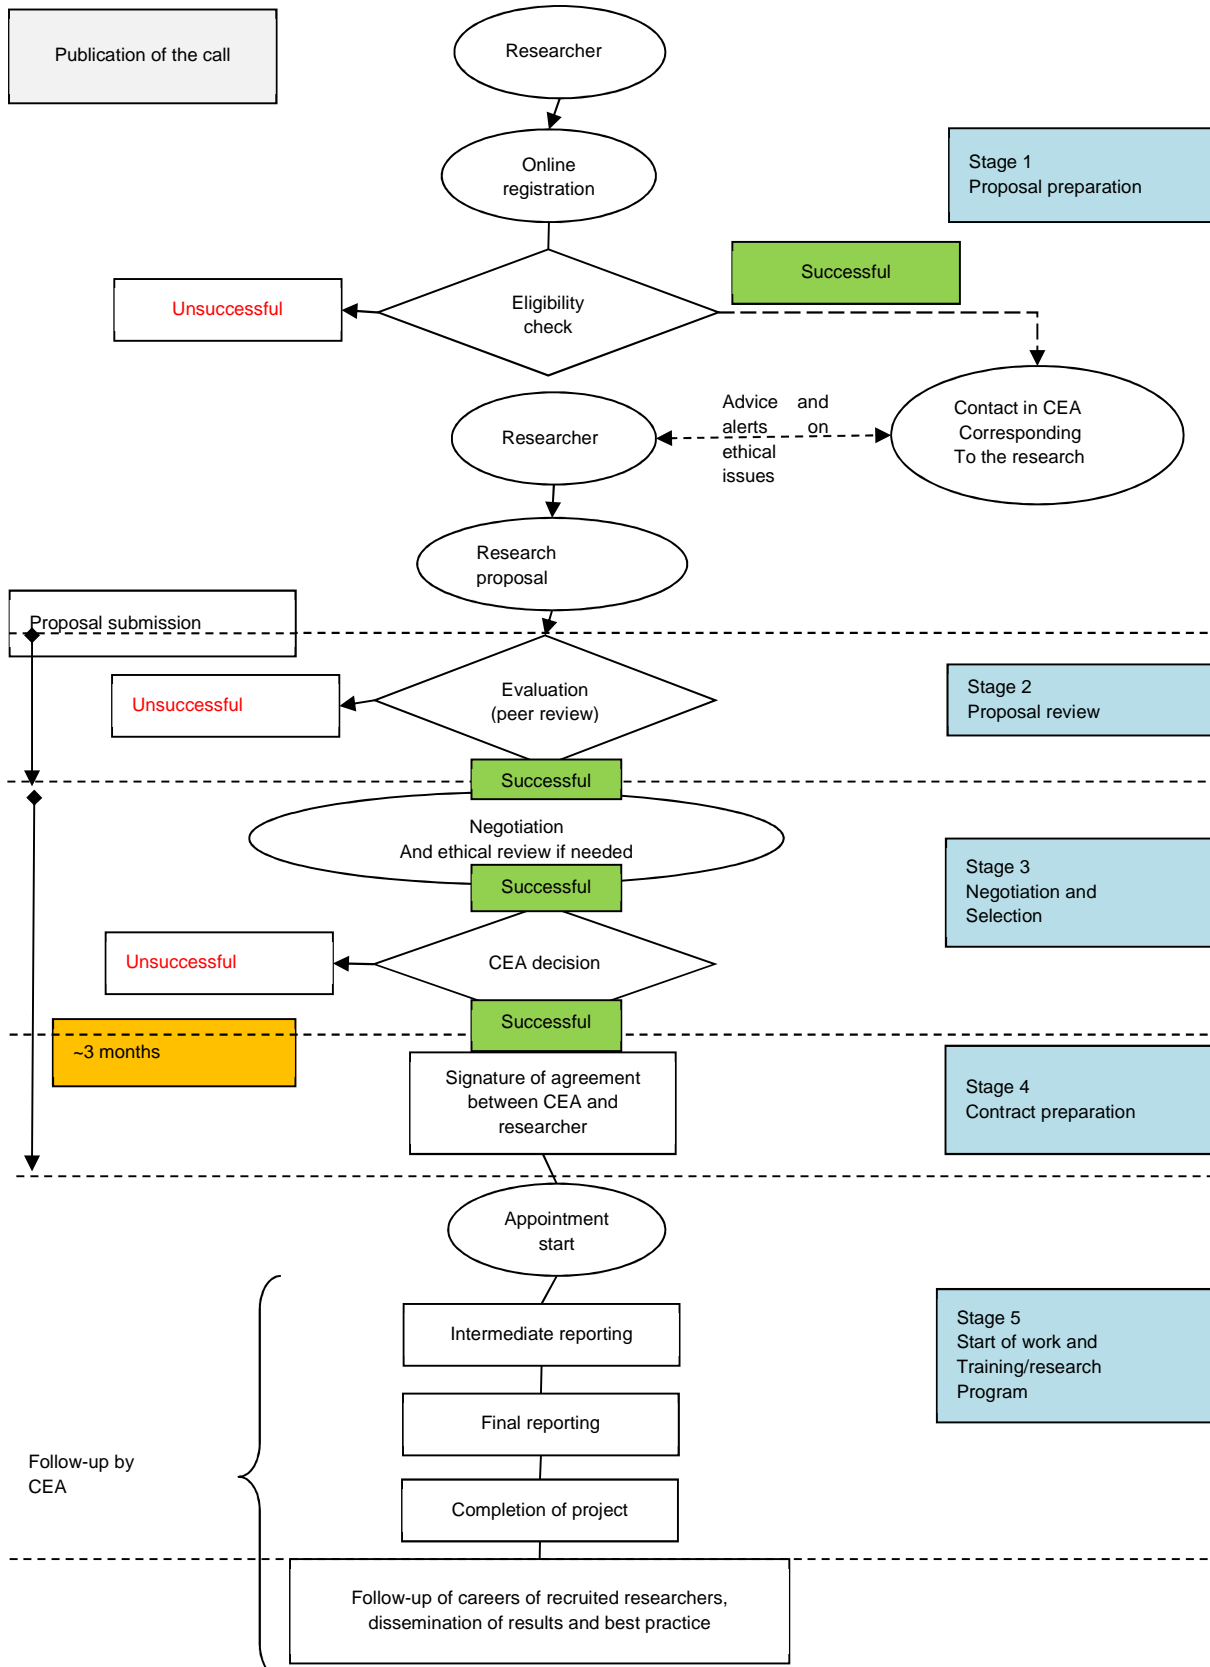 Publication of the call
Researcher
Online
registration
Stage 1
Proposal preparation
Successful
Unsuccessful
Eligibility
check
Researcher
Advice and
alerts on
ethical
issues
Contact in CEA
Corresponding
To the research
Research
proposal
Proposal submission
Evaluation
(peer review)
Unsuccessful
Stage 2
Proposal review
Successful
Negotiation
And ethical review if needed
Successful
Stage 3
Negotiation and
Selection
Unsuccessful
CEA decision
Successful
~3 months
Signature of agreement
between CEA and
researcher
Stage 4
Contract preparation
Appointment
start
Intermediate reporting
Stage 5
Start of work and
Training/research
Program
Final reporting
Follow-up by
CEA
Completion of project
Follow-up of careers of recruited researchers,
dissemination of results and best practice